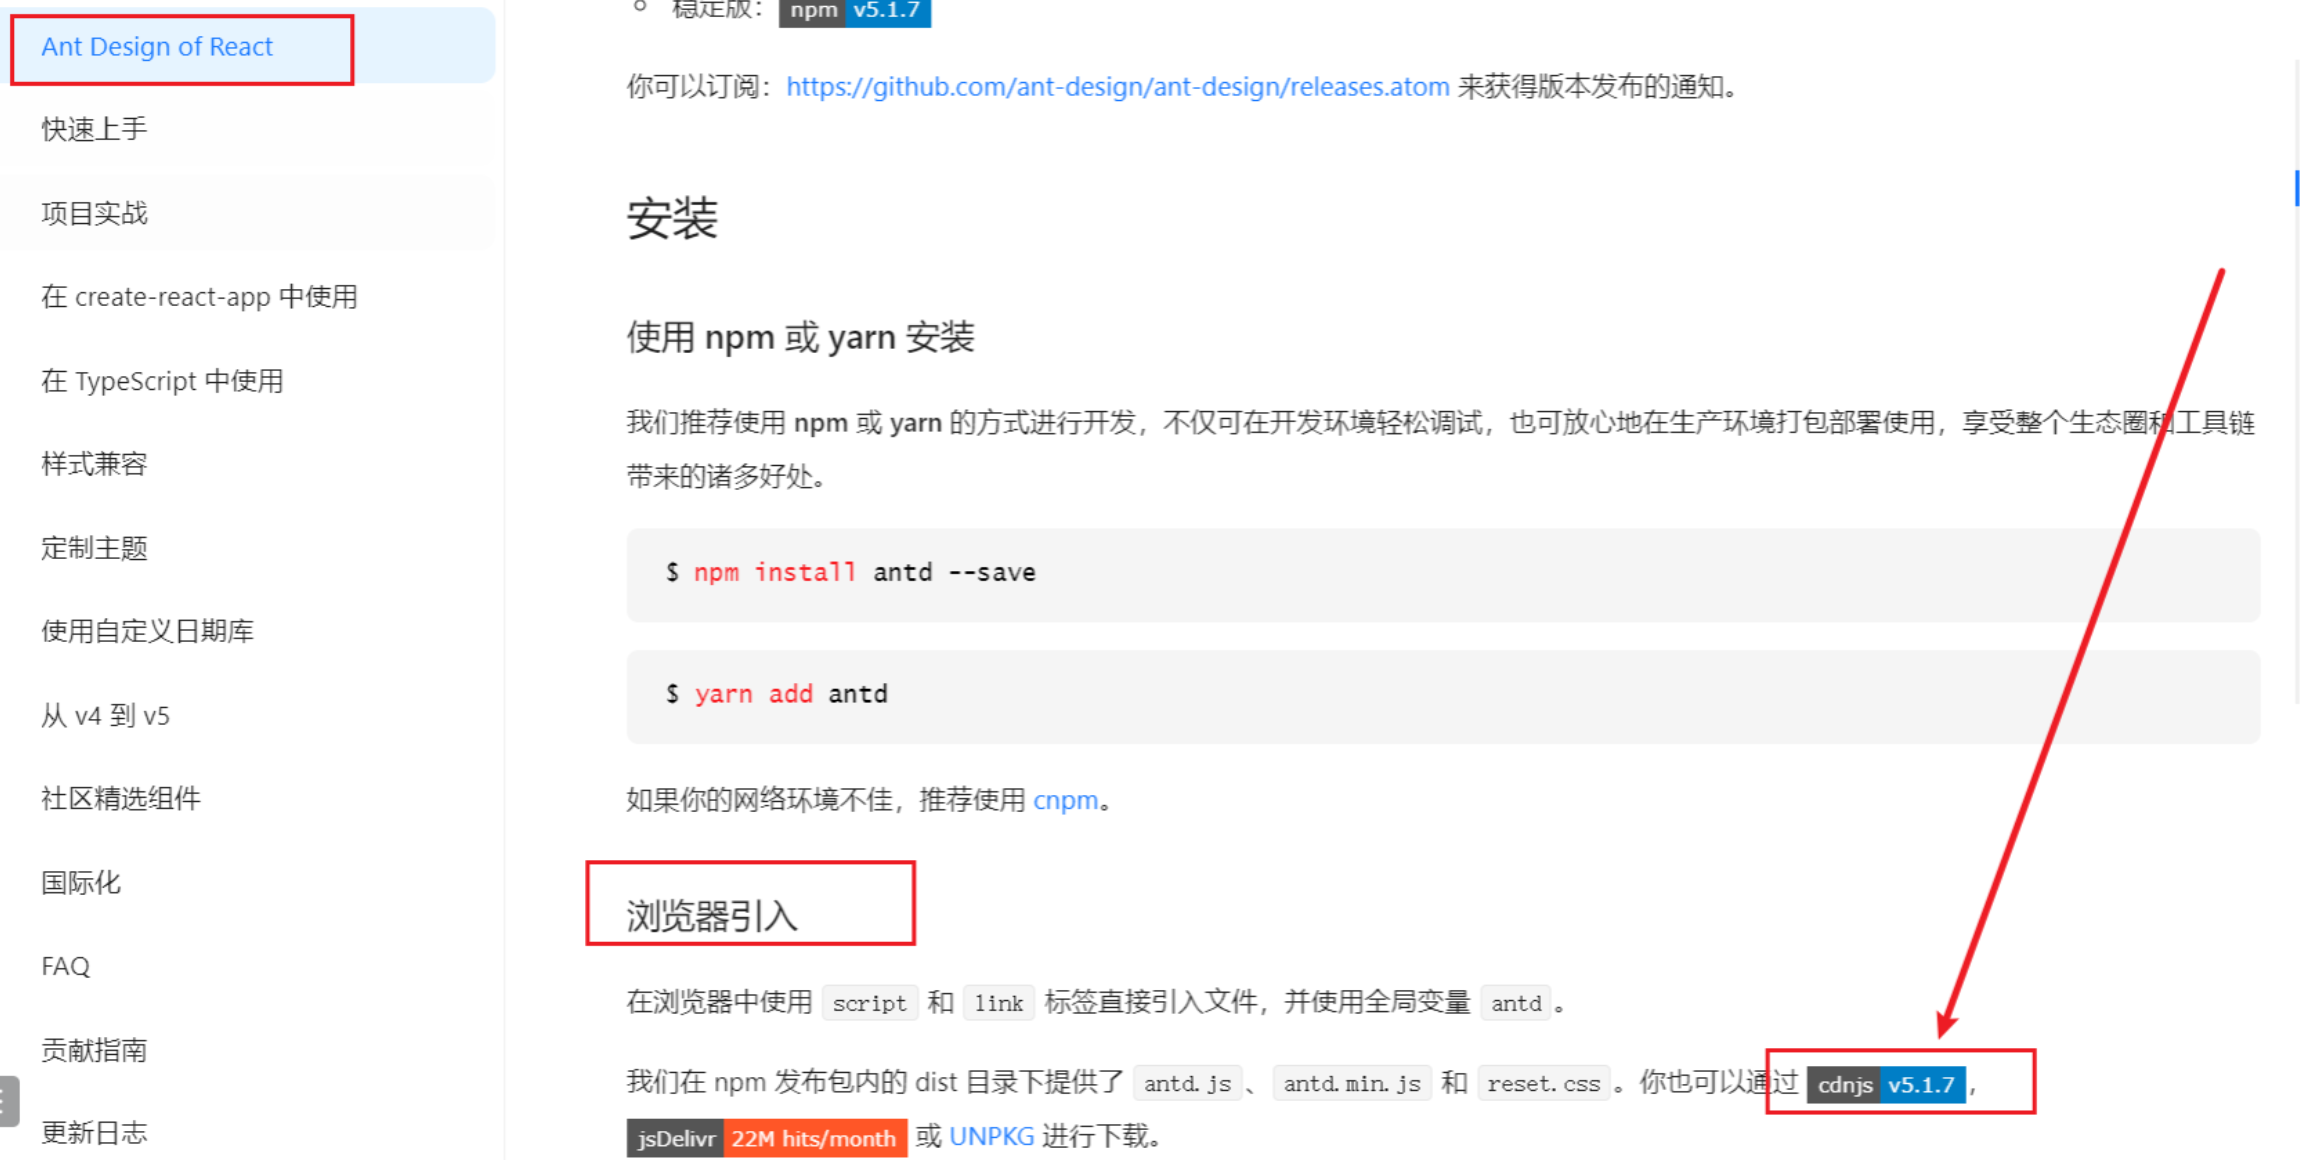 Ant Design of React
快速上手
项目实战
在 create-react-app 中使用
在 TypeScript 中使用
样式兼容
定制主题
使用自定义日期库
从 v4 到 v5
社区精选组件
国际化
FAQ
贡献指南
更新日志
稳定版： npm v5.1.7
你可以订阅：https://github.com/ant-design/ant-design/releases.atom 来获得版本发布的通知。
安装
使用 npm 或 yarn 安装
我们推荐使用 npm 或 yarn 的方式进行开发，不仅可在开发环境轻松调试，也可放心地在生产环境打包部署使用，享受整个生态圈和工具链
带来的诸多好处。
$ npm install antd --save
$ yarn add antd
如果你的网络环境不佳，推荐使用 cnpm。
浏览器引入
在浏览器中使用 script 和 link 标签直接引入文件，并使用全局变量 antd 。
我们在 npm 发布包内的 dist 目录下提供了 antd.js 、 antd.min.js 和 reset.css 。你也可以通过 cdnjs v5.1.7 ，
jsDelivr 22M hits/month 或 UNPKG 进行下载。